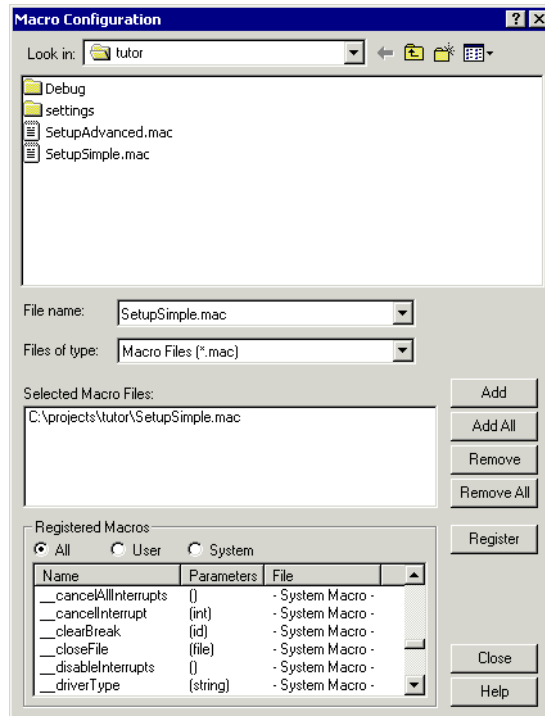 Macro Configuration
Look in: tutor
Debug
settings
SetupAdvanced.mac
SetupSimple.mac
File name: SetupSimple.mac
Files of type: Macro Files (*.mac)
Selected Macro Files:
C:\projects\tutor\SetupSimple.mac
Add
Add All
Remove
Remove All
Registered Macros
All User System
Register
Name Parameters File
__cancelAllInterrupts () - System Macro -
__cancelInterrupt (int) - System Macro -
__clearBreak (id) - System Macro -
__closeFile (file) - System Macro -
__disableInterrupts () - System Macro -
__driverType (string) - System Macro -
Close
Help